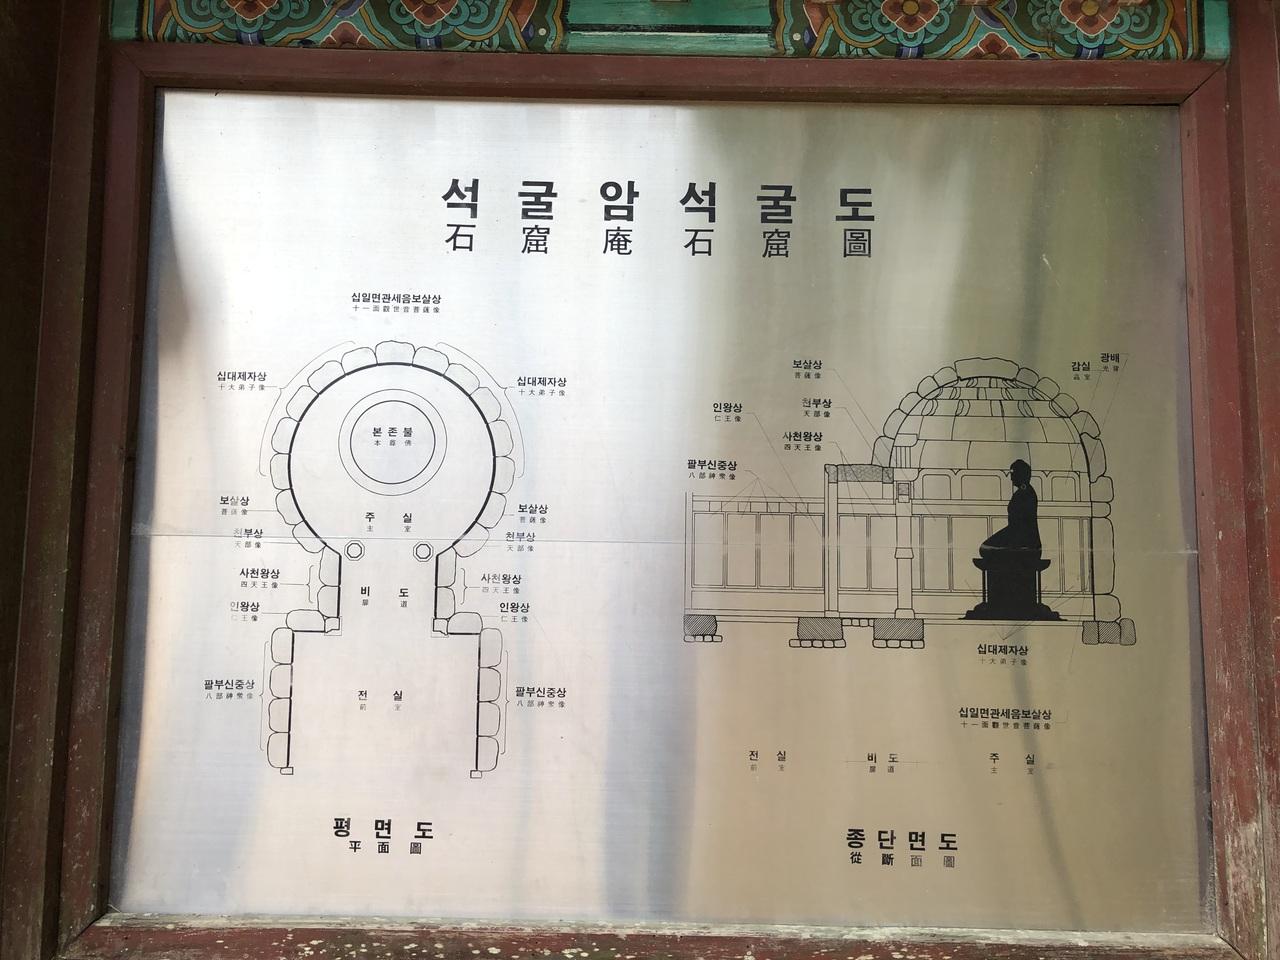 석굴암석굴도
石窟庵石窟圖
십일면관세음보살상
十一面觀世音菩薩像
십대제자상
十大弟子像
십대제자상
十大弟子像
본존불
本尊佛
보살상
菩薩像
주실
主室
보살상
菩薩像
천부상
天部像
천부상
天部像
사천왕상
四天王像
비도
扉道
사천왕상
四天王像
인왕상
仁王像
인왕상
仁王像
팔부신중상
八部神衆像
전실
前室
팔부신중상
八部神衆像
평면도
平面圖
보살상
菩薩像
감실
龕室
광배
光背
인왕상
仁王像
천부상
天部像
사천왕상
四天王像
팔부신중상
八部神衆像
십대제자상
十大弟子像
십일면관세음보살상
十一面觀世音菩薩像
전실
前室
비도
扉道
주실
主室
종단면도
從斷面圖